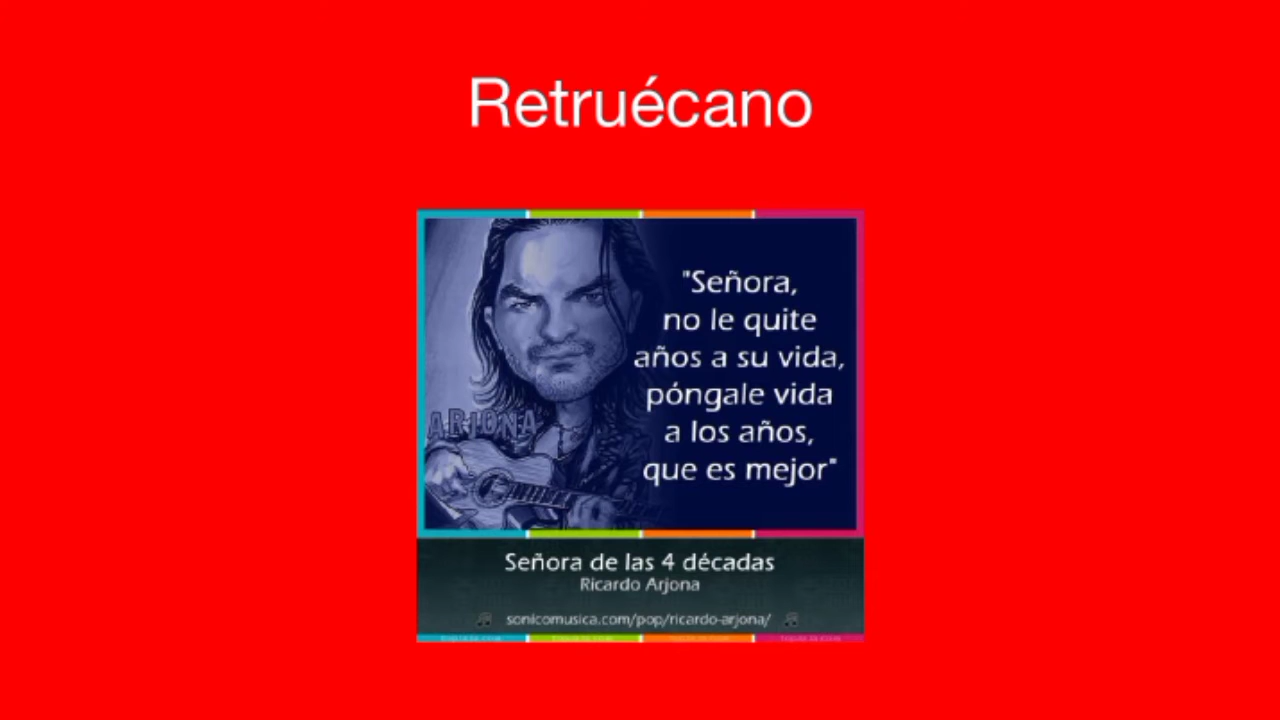 Retruécano
"Señora,
no le quite
años a su vida,
póngale vida
a los años,
que es mejor"
ARJONA
Señora de las 4 décadas
Ricardo Arjona
sonicomusica.com/pop/ricardo-arjona/